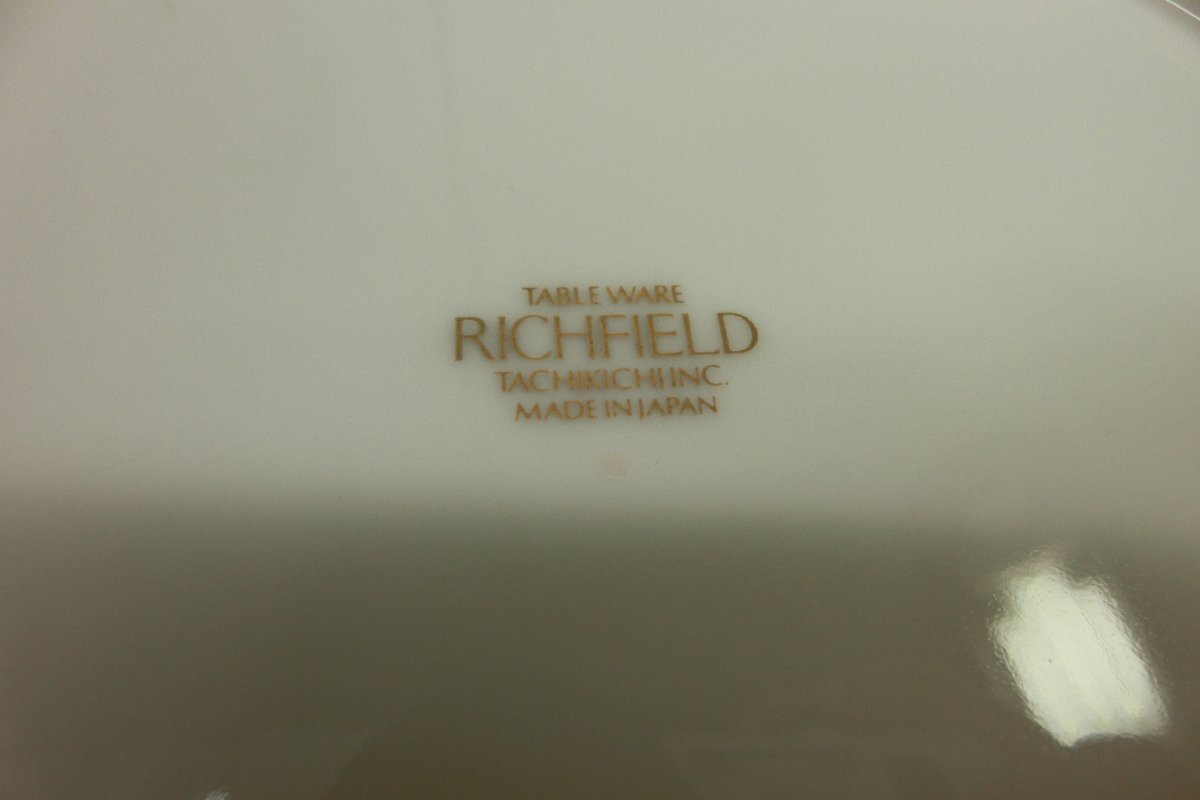 TABLE WARE
RICHFIELD
TACHIKICHI INC.
MADE IN JAPAN